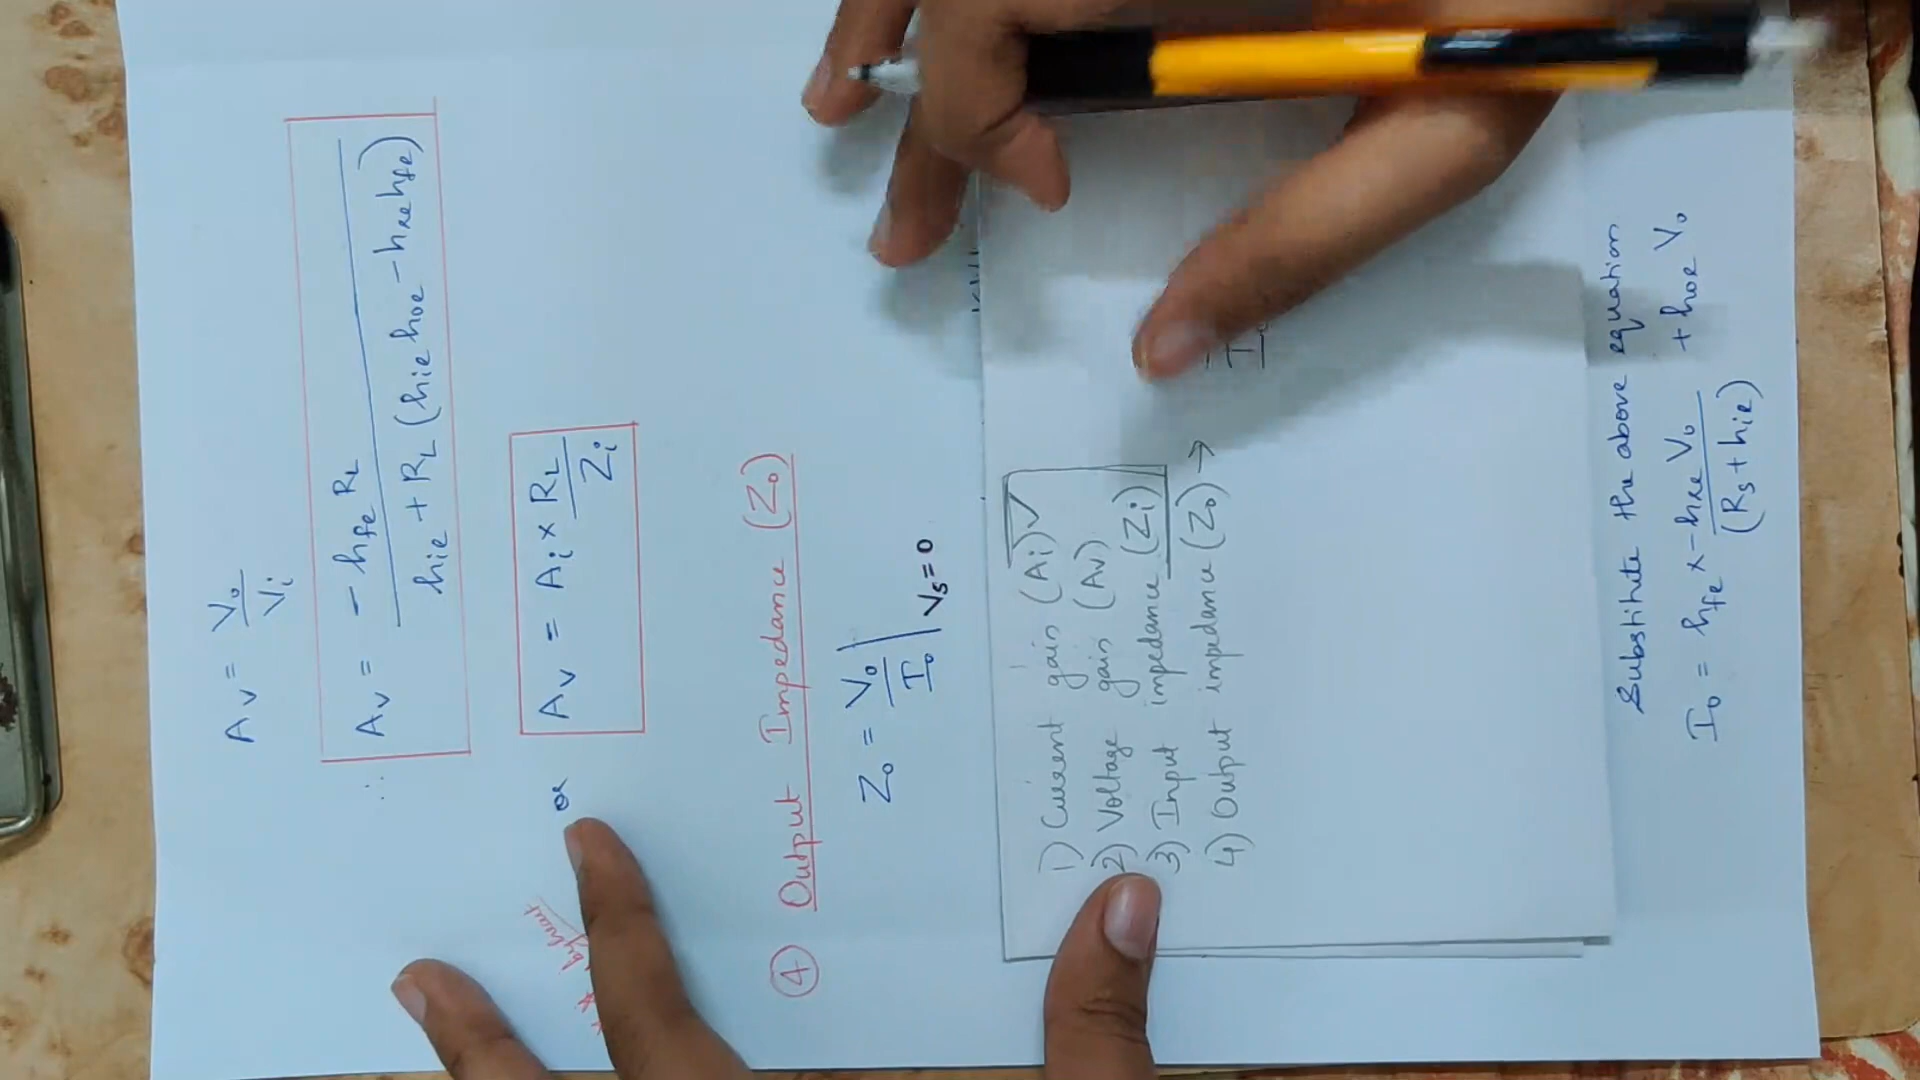 Av = Vo/Vi
∴ Av = -hfe RL / hie + RL (hie hoe - hre hfe)
or Av = Ai × RL/Zi
* byheart
④ Output Impedance (Zo)
Zo = Vo/Io | Vs=0
1) Current gain (Ai) ✓
2) Voltage gain (Av)
3) Input impedance (Zi)
4) Output impedance (Zo) →
Substitute the above equation
Io = hfe × -hre Vo/(Rs+hie) + hoe Vo